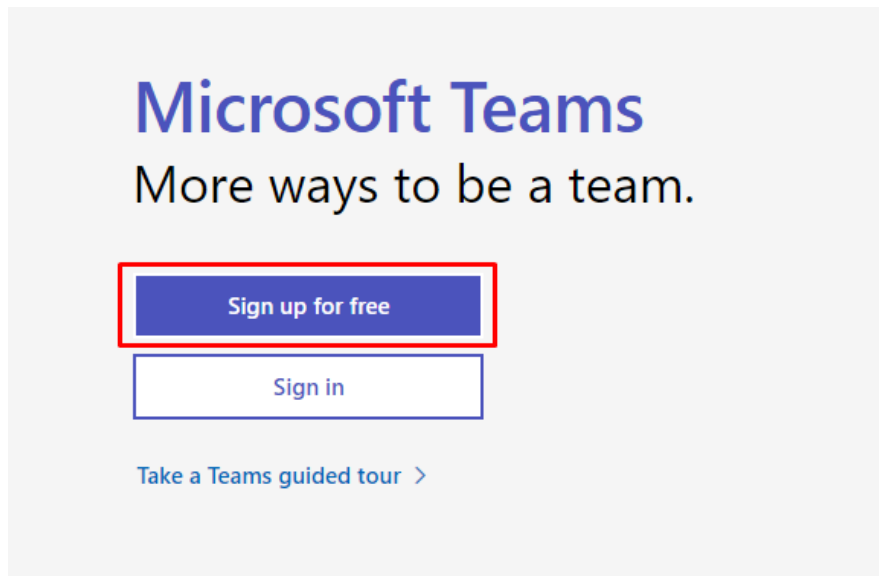 Microsoft Teams
More ways to be a team.
Sign up for free
Sign in
Take a Teams guided tour